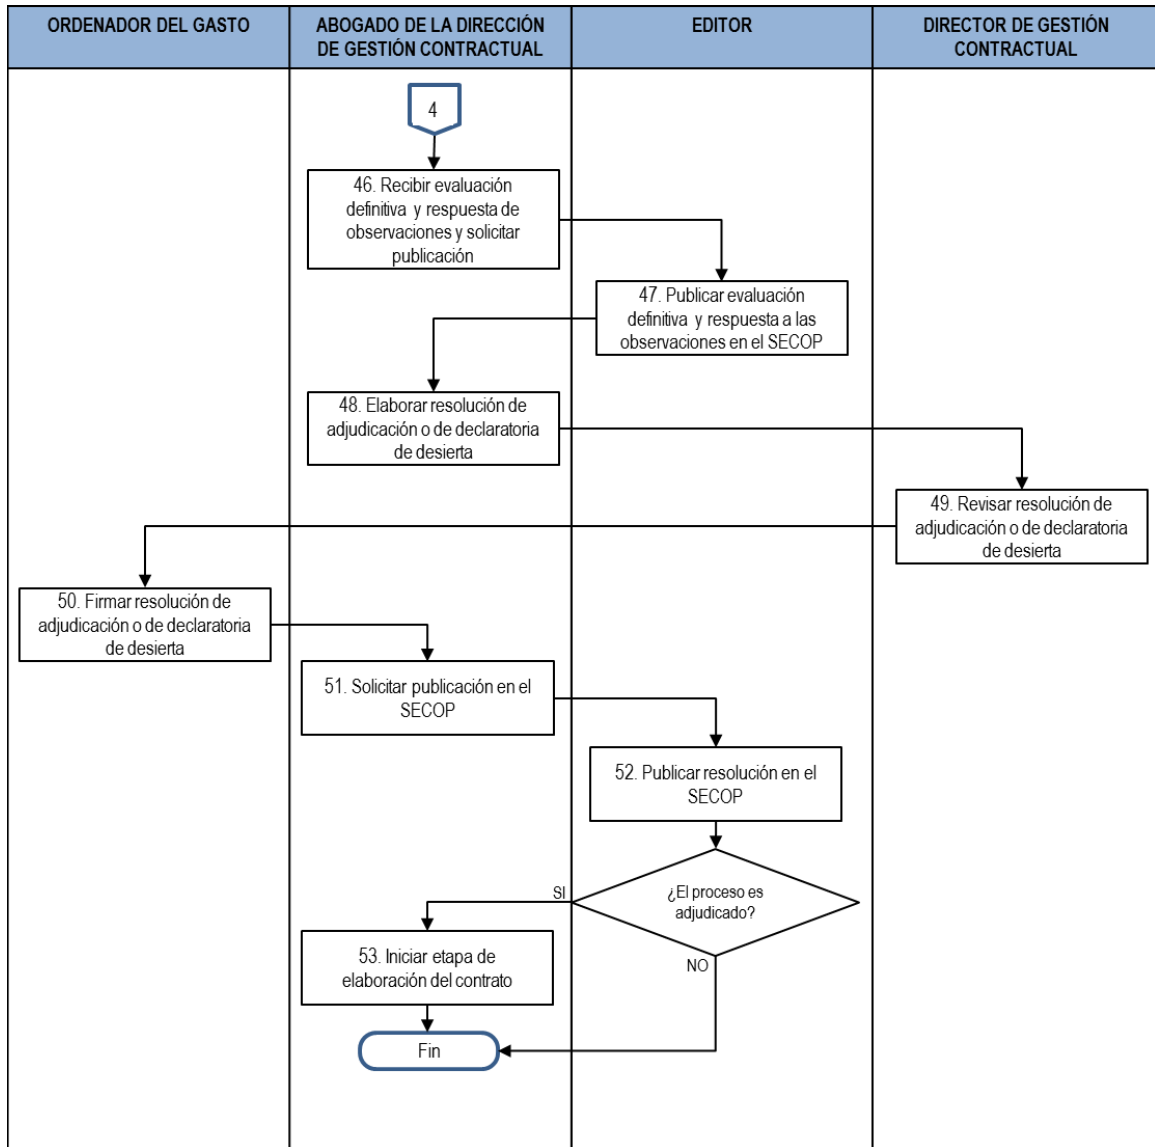 ORDENADOR DEL GASTO
ABOGADO DE LA DIRECCIÓN
DE GESTIÓN CONTRACTUAL
EDITOR
DIRECTOR DE GESTIÓN
CONTRACTUAL
4
46. Recibir evaluación
definitiva y respuesta de
observaciones y solicitar
publicación
47. Publicar evaluación
definitiva y respuesta a las
observaciones en el SECOP
48. Elaborar resolución de
adjudicación o de declaratoria
de desierta
49. Revisar resolución de
adjudicación o de declaratoria
de desierta
50. Firmar resolución de
adjudicación o de declaratoria
de desierta
51. Solicitar publicación en el
SECOP
52. Publicar resolución en el
SECOP
¿El proceso es
adjudicado?
SI
53. Iniciar etapa de
elaboración del contrato
NO
Fin